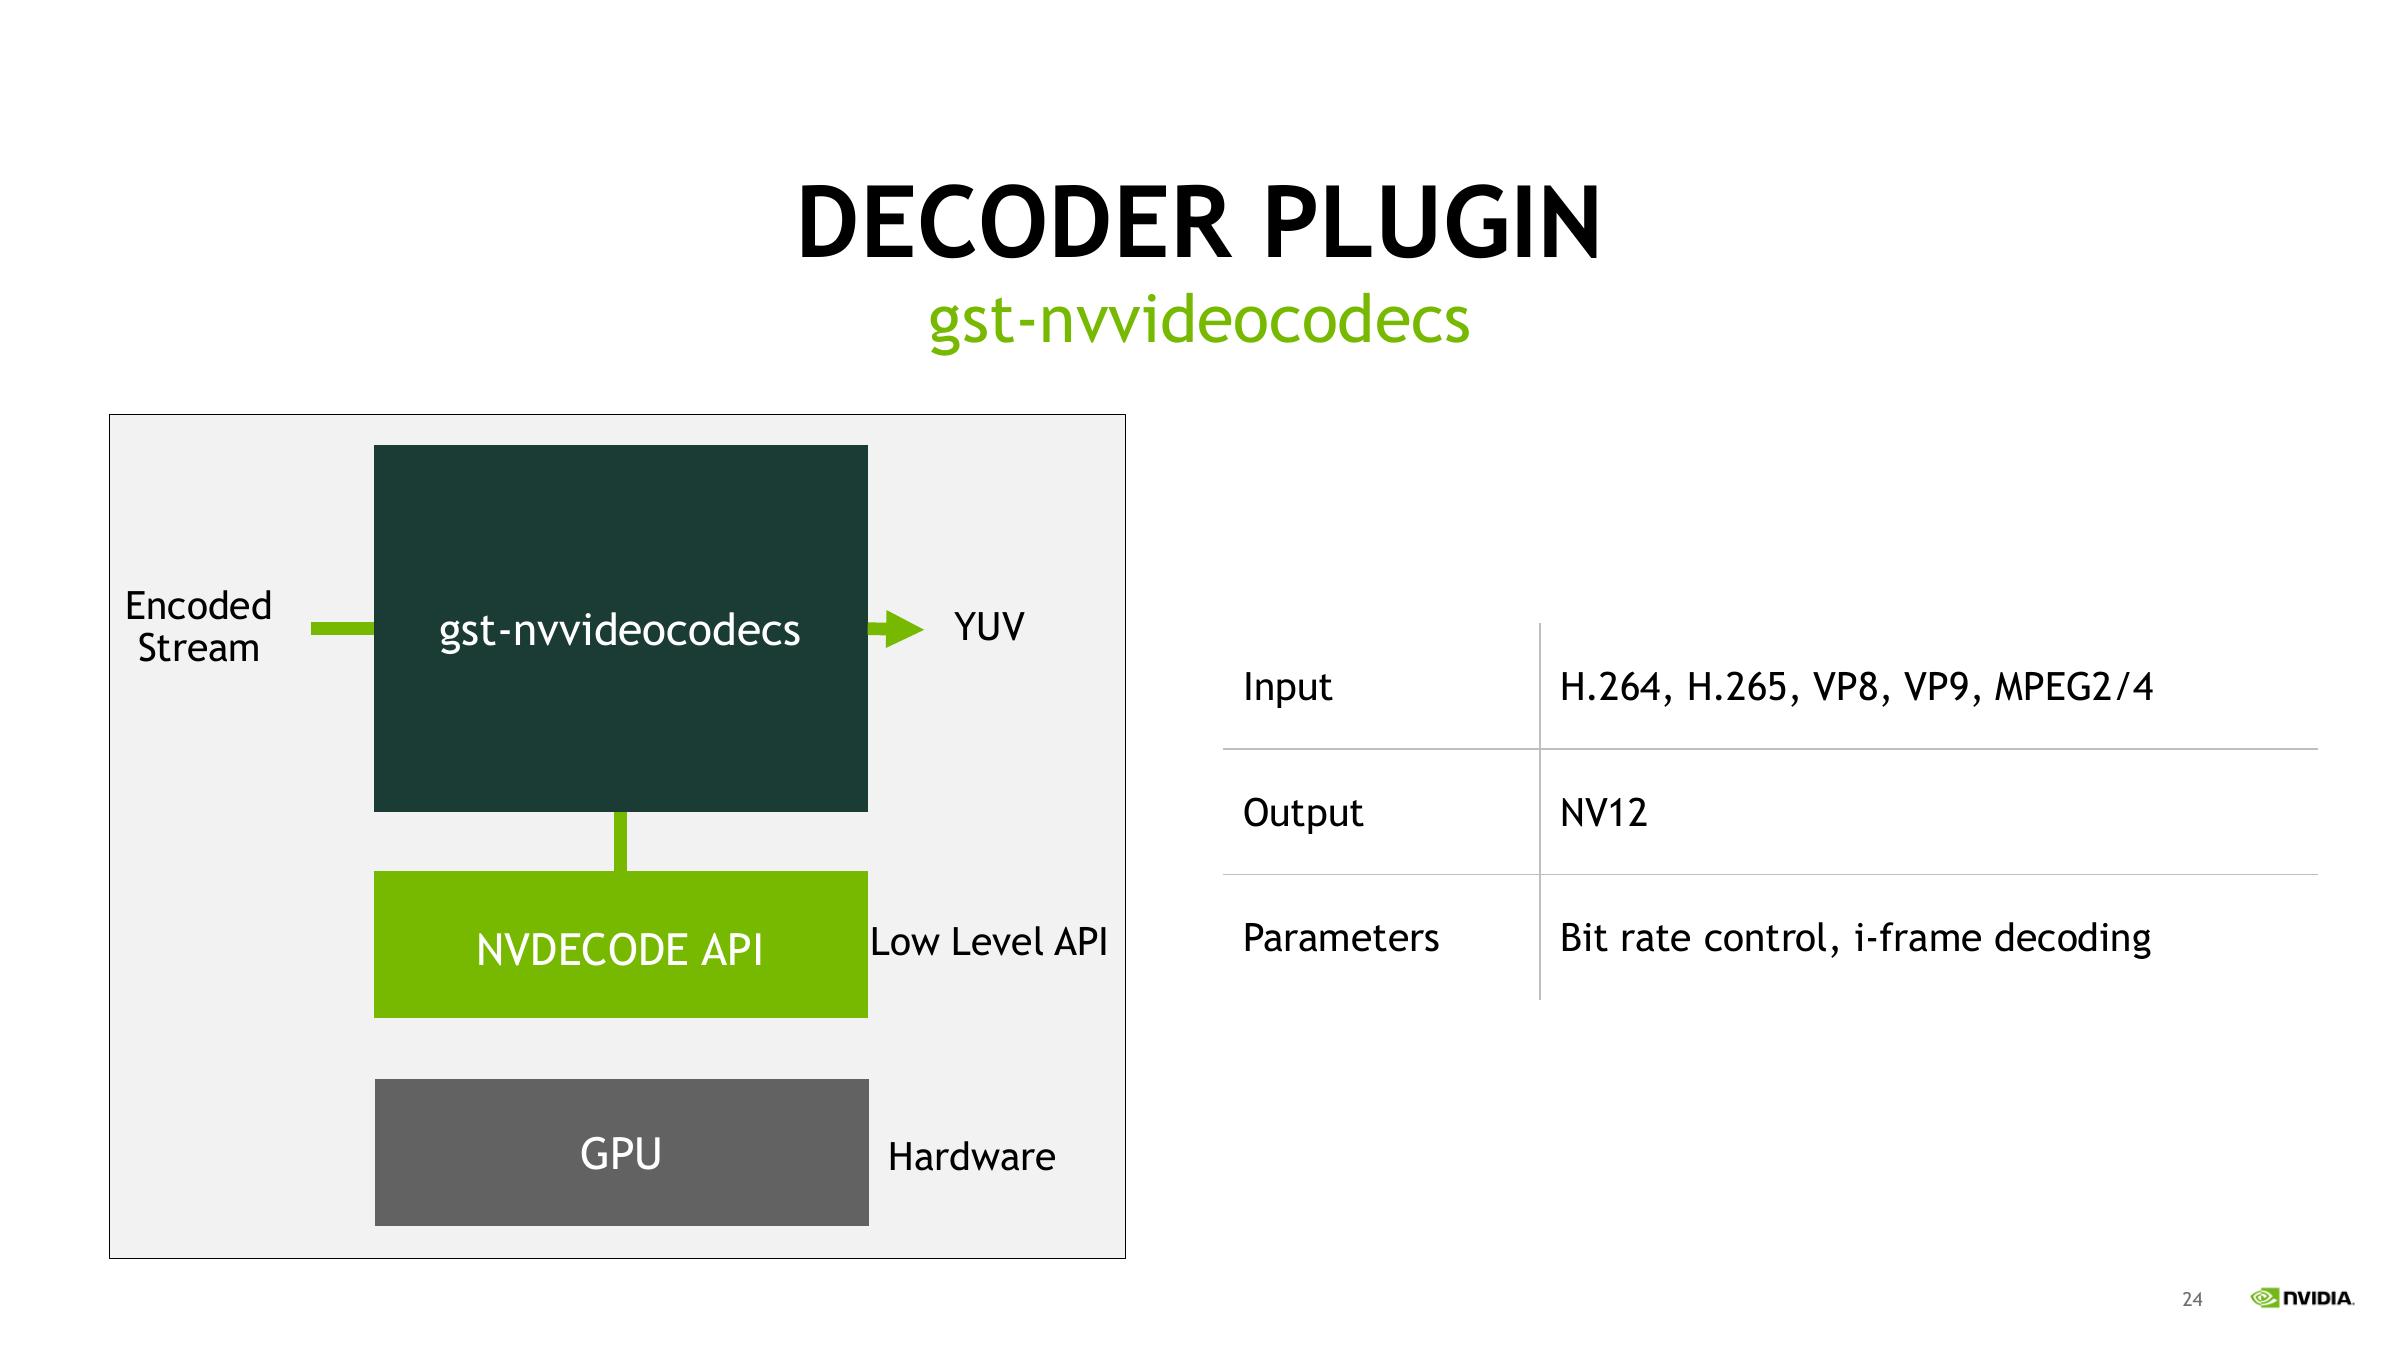 DECODER PLUGIN
gst-nvvideocodecs
Encoded
Stream
gst-nvvideocodecs
YUV
NVDECODE API
Low Level API
GPU
Hardware
Input
H.264, H.265, VP8, VP9, MPEG2/4
Output
NV12
Parameters
Bit rate control, i-frame decoding
24
NVIDIA.